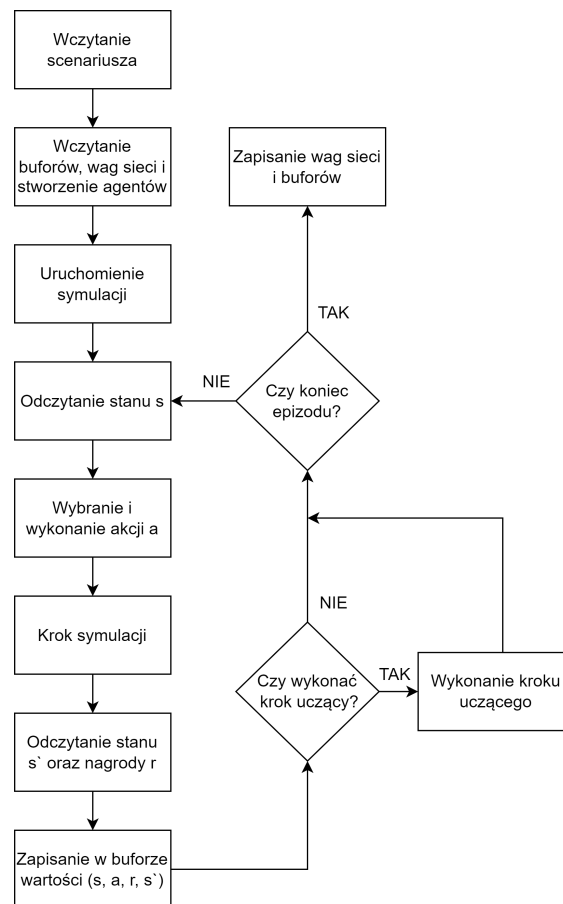 Wczytanie
scenariusza
Wczytanie
buforów, wag sieci i
stworzenie agentów
Uruchomienie
symulacji
Odczytanie stanu s
Wybranie i
wykonanie akcji a
Krok symulacji
Odczytanie stanu
s` oraz nagrody r
Zapisanie w buforze
wartości (s, a, r, s`)
Czy wykonać
krok uczący?
TAK
Wykonanie kroku
uczącego
NIE
Czy koniec
epizodu?
NIE
TAK
Zapisanie wag sieci
i buforów